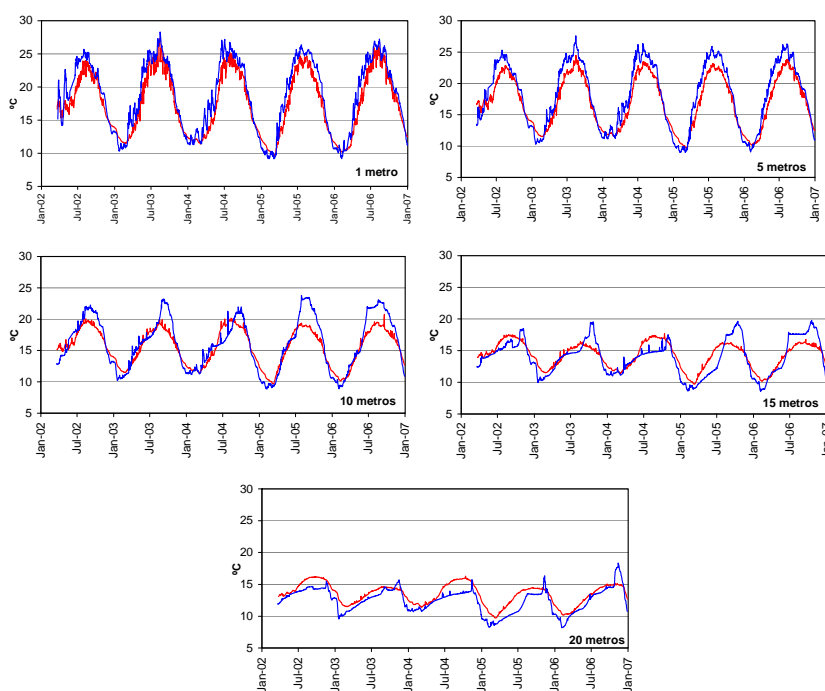 30
25
20
15
10
5
ºC
1 metro
Jan-02
Jul-02
Jan-03
Jul-03
Jan-04
Jul-04
Jan-05
Jul-05
Jan-06
Jul-06
Jan-07
30
25
20
15
10
5
ºC
5 metros
Jan-02
Jul-02
Jan-03
Jul-03
Jan-04
Jul-04
Jan-05
Jul-05
Jan-06
Jul-06
Jan-07
30
25
20
15
10
5
ºC
10 metros
Jan-02
Jul-02
Jan-03
Jul-03
Jan-04
Jul-04
Jan-05
Jul-05
Jan-06
Jul-06
Jan-07
30
25
20
15
10
5
ºC
15 metros
Jan-02
Jul-02
Jan-03
Jul-03
Jan-04
Jul-04
Jan-05
Jul-05
Jan-06
Jul-06
Jan-07
30
25
20
15
10
5
ºC
20 metros
Jan-02
Jul-02
Jan-03
Jul-03
Jan-04
Jul-04
Jan-05
Jul-05
Jan-06
Jul-06
Jan-07